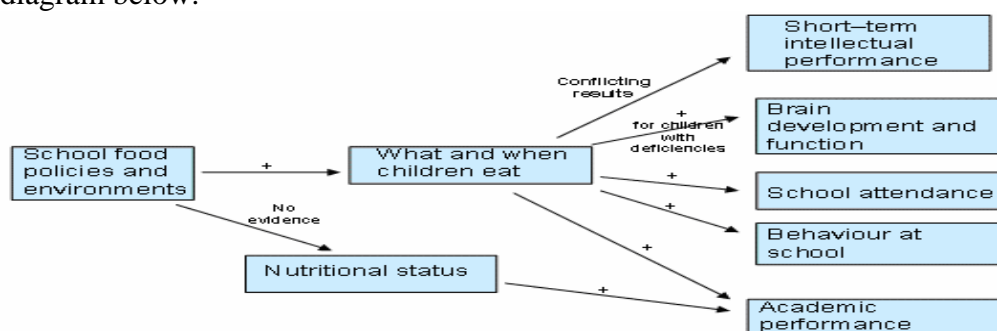 diagram below.
Short–term
intellectual
performance
Conflicting
results
+
for children
with
deficiencies
Brain
development and
function
School food
policies and
environments
+
What and when
children eat
+
School attendance
+
Behaviour at
school
No
evidence
+
Nutritional status
+
Academic
performance